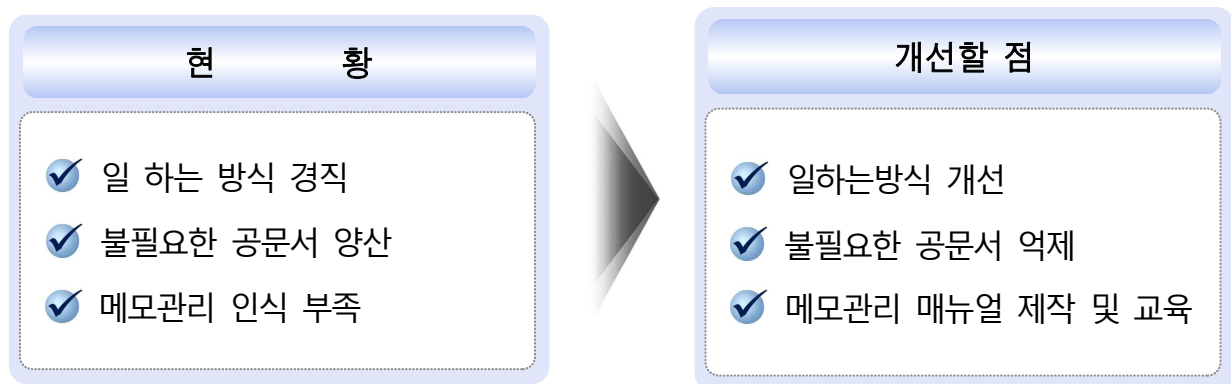 현 황
일 하는 방식 경직
불필요한 공문서 양산
메모관리 인식 부족
개선할 점
일하는방식 개선
불필요한 공문서 억제
메모관리 매뉴얼 제작 및 교육